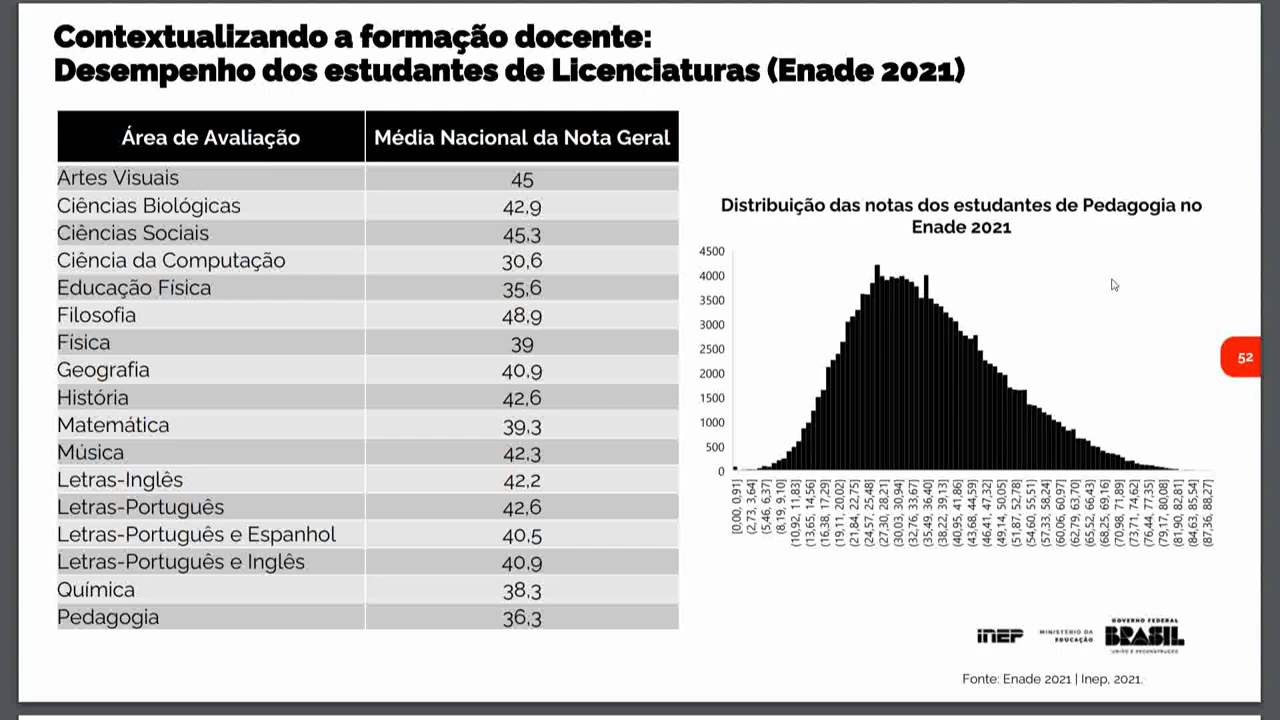 Contextualizando a formação docente:
Desempenho dos estudantes de Licenciaturas (Enade 2021)
Área de Avaliação Média Nacional da Nota Geral
Artes Visuais 45
Ciências Biológicas 42,9
Ciências Sociais 45,3
Ciência da Computação 30,6
Educação Física 35,6
Filosofia 48,9
Física 39
Geografia 40,9
História 42,6
Matemática 39,3
Música 42,3
Letras-Inglês 42,2
Letras-Português 42,6
Letras-Português e Espanhol 40,5
Letras-Português e Inglês 40,9
Química 38,3
Pedagogia 36,3
Distribuição das notas dos estudantes de Pedagogia no
Enade 2021
4500
4000
3500
3000
2500
2000
1500
1000
500
0
[0,00, 0,91]
(2,73, 3,64]
(5,46, 6,37]
(8,19, 9,10]
(10,92, 11,83]
(13,65, 14,56]
(16,38, 17,29]
(19,11, 20,02]
(21,84, 22,75]
(24,57, 25,48]
(27,30, 28,21]
(30,03, 30,94]
(32,76, 33,67]
(35,49, 36,40]
(38,22, 39,13]
(40,95, 41,86]
(43,68, 44,59]
(46,41, 47,32]
(49,14, 50,05]
(51,87, 52,78]
(54,60, 55,51]
(57,33, 58,24]
(60,06, 60,97]
(62,79, 63,70]
(65,52, 66,43]
(68,25, 69,16]
(70,98, 71,89]
(73,71, 74,62]
(76,44, 77,35]
(79,17, 80,08]
(81,90, 82,81]
(84,63, 85,54]
(87,36, 88,27]
52
inep
MINISTÉRIO DA
EDUCAÇÃO
GOVERNO FEDERAL
BRASIL
UNIÃO E RECONSTRUÇÃO
Fonte: Enade 2021 | Inep, 2021.